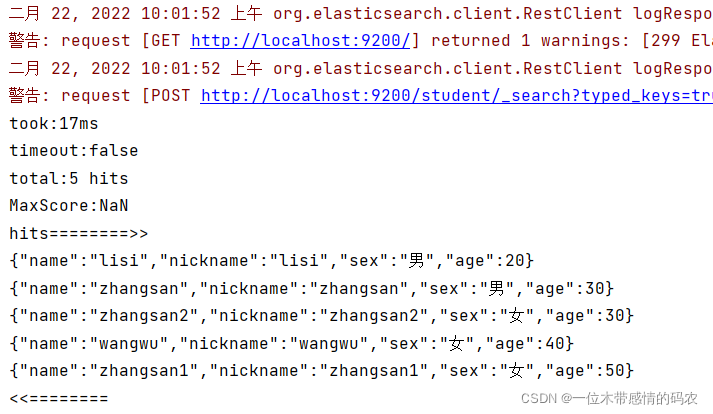 二月 22, 2022 10:01:52 上午 org.elasticsearch.client.RestClient logRespo
警告: request [GET http://localhost:9200/] returned 1 warnings: [299 Ela
二月 22, 2022 10:01:52 上午 org.elasticsearch.client.RestClient logRespo
警告: request [POST http://localhost:9200/student/_search?typed_keys=tru
took:17ms
timeout:false
total:5 hits
MaxScore:NaN
hits========>>
{"name":"lisi","nickname":"lisi","sex":"男","age":20}
{"name":"zhangsan","nickname":"zhangsan","sex":"男","age":30}
{"name":"zhangsan2","nickname":"zhangsan2","sex":"女","age":30}
{"name":"wangwu","nickname":"wangwu","sex":"女","age":40}
{"name":"zhangsan1","nickname":"zhangsan1","sex":"女","age":50}
<<========
CSDN @一位木带感情的码农